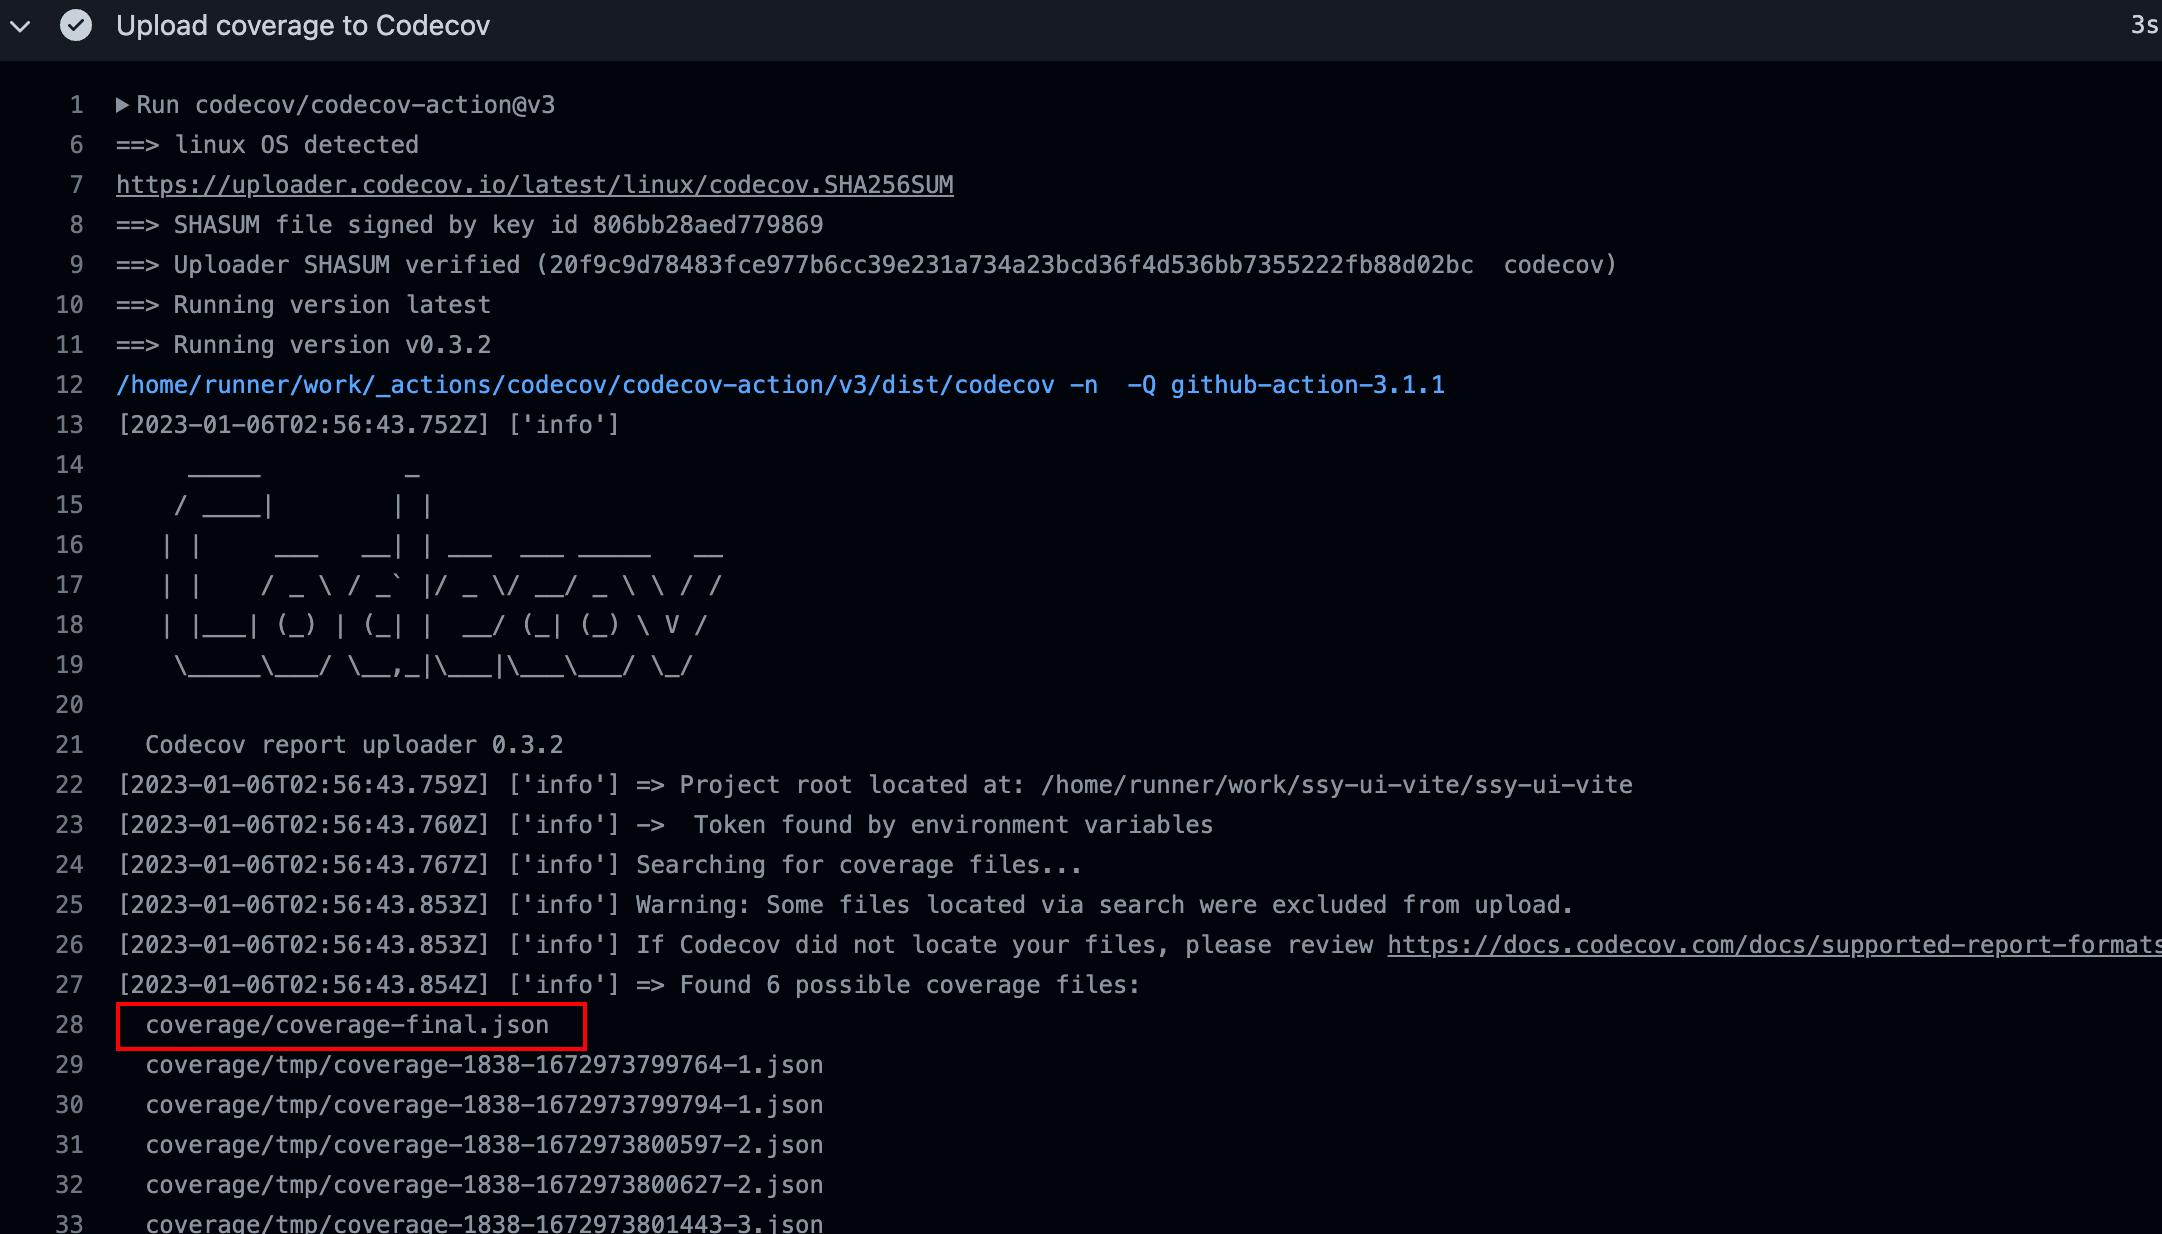 Upload coverage to Codecov 3s
1 Run codecov/codecov-action@v3
6 ==> linux OS detected
7 https://uploader.codecov.io/latest/linux/codecov.SHA256SUM
8 ==> SHASUM file signed by key id 806bb28aed779869
9 ==> Uploader SHASUM verified (20f9c9d78483fce977b6cc39e231a734a23bcd36f4d536bb7355222fb88d02bc  codecov)
10 ==> Running version latest
11 ==> Running version v0.3.2
12 /home/runner/work/_actions/codecov/codecov-action/v3/dist/codecov -n  -Q github-action-3.1.1
13 [2023-01-06T02:56:43.752Z] ['info']
14      _____          _
15     / ____|        | |
16    | |     ___   __| | ___  ___ _____   __
17    | |    / _ \ / _` |/ _ \/ __/ _ \ \ / /
18    | |___| (_) | (_| |  __/ (_| (_) \ V /
19     \_____\___/ \__,_|\___|\___\___/ \_/
20
21   Codecov report uploader 0.3.2
22 [2023-01-06T02:56:43.759Z] ['info'] => Project root located at: /home/runner/work/ssy-ui-vite/ssy-ui-vite
23 [2023-01-06T02:56:43.760Z] ['info'] ->  Token found by environment variables
24 [2023-01-06T02:56:43.767Z] ['info'] Searching for coverage files...
25 [2023-01-06T02:56:43.853Z] ['info'] Warning: Some files located via search were excluded from upload.
26 [2023-01-06T02:56:43.853Z] ['info'] If Codecov did not locate your files, please review https://docs.codecov.com/docs/supported-report-formats
27 [2023-01-06T02:56:43.854Z] ['info'] => Found 6 possible coverage files:
28   coverage/coverage-final.json
29   coverage/tmp/coverage-1838-1672973799764-1.json
30   coverage/tmp/coverage-1838-1672973799794-1.json
31   coverage/tmp/coverage-1838-1672973800597-2.json
32   coverage/tmp/coverage-1838-1672973800627-2.json
33   coverage/tmp/coverage-1838-1672973801443-3.json